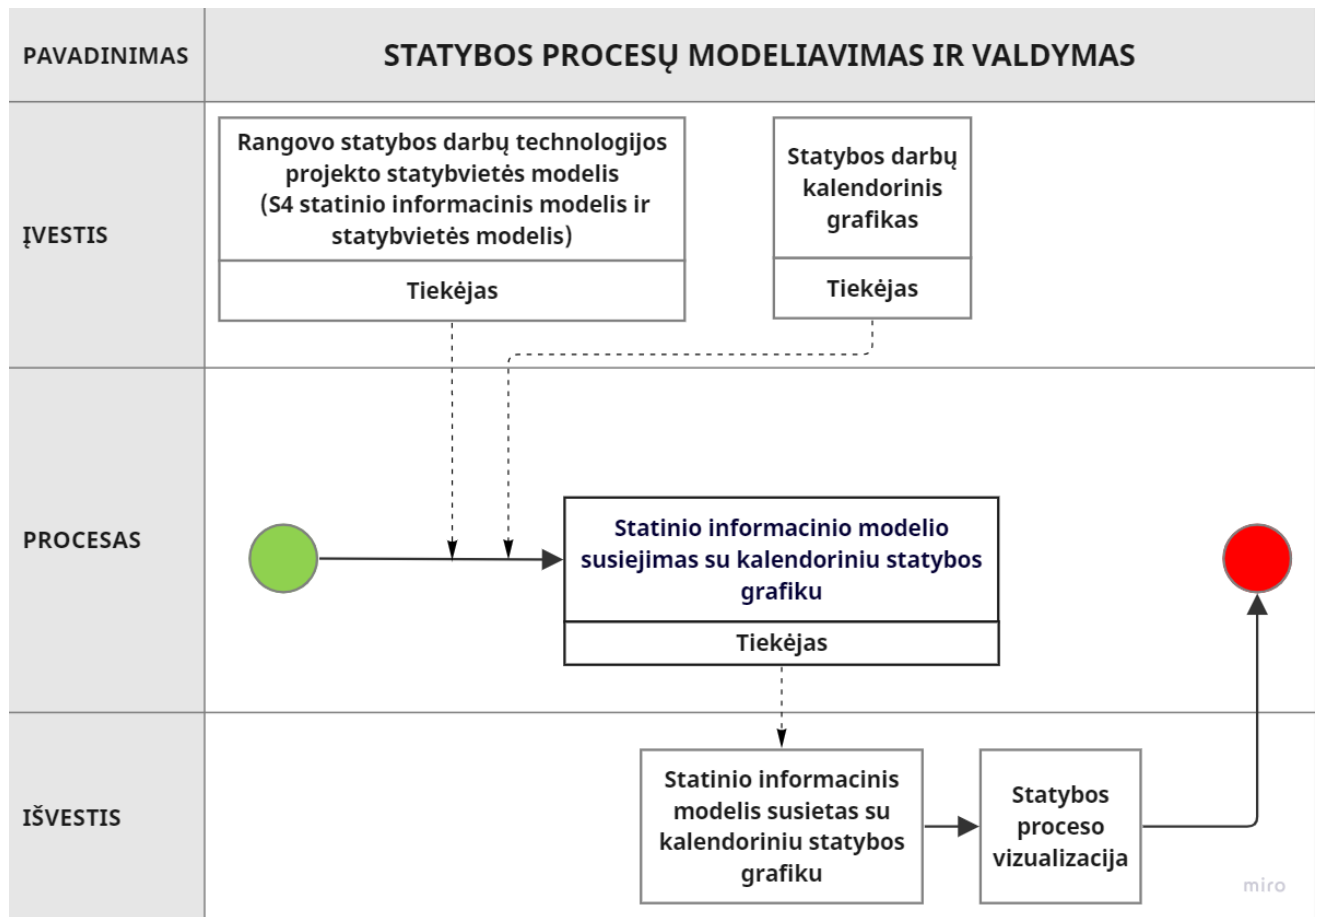 PAVADINIMAS
STATYBOS PROCESŲ MODELIAVIMAS IR VALDYMAS
ĮVESTIS
Rangovo statybos darbų technologijos
projekto statybvietės modelis
(S4 statinio informacinis modelis ir
statybvietės modelis)
Tiekėjas
Statybos darbų
kalendorinis
grafikas
Tiekėjas
PROCESAS
Statinio informacinio modelio
susiejimas su kalendoriniu statybos
grafiku
Tiekėjas
IŠVESTIS
Statinio informacinis
modelis susietas su
kalendoriniu statybos
grafiku
Statybos
proceso
vizualizacija
miro